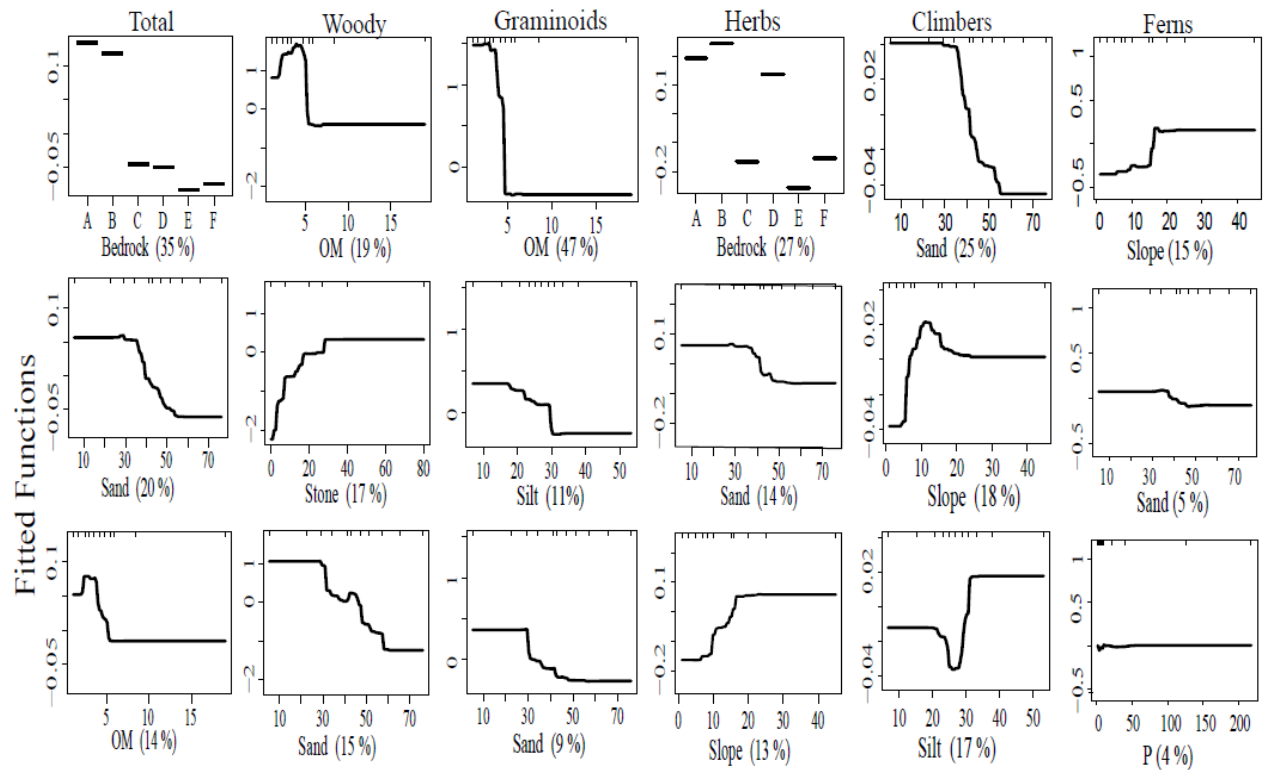 Total Woody Graminoids Herbs Climbers Ferns
−0.05 0.1
A B C D E F
Bedrock (35 %)
−2 0 1
5 10 15
OM (19 %)
0 1
5 10 15
OM (47 %)
−0.2 0.1
A B C D E F
Bedrock (27 %)
−0.04 0.02
10 30 50 70
Sand (25 %)
−0.5 0.5 1
0 10 20 30 40
Slope (15 %)
Fitted Functions
−0.05 0.1
10 30 50 70
Sand (20 %)
−2 0 1
0 20 40 60 80
Stone (17 %)
0 1
10 20 30 40 50
Silt (11%)
−0.2 0.1
10 30 50 70
Sand (14 %)
−0.04 0.02
0 10 20 30 40
Slope (18 %)
−0.5 0.5 1
10 30 50 70
Sand (5 %)
−0.05 0.1
5 10 15
OM (14 %)
−2 0 1
10 30 50 70
Sand (15 %)
0 1
10 30 50 70
Sand (9 %)
−0.2 0.1
0 10 20 30 40
Slope (13 %)
−0.04 0.02
10 20 30 40 50
Silt (17 %)
−0.5 0.5 1
0 50 100 150 200
P (4 %)